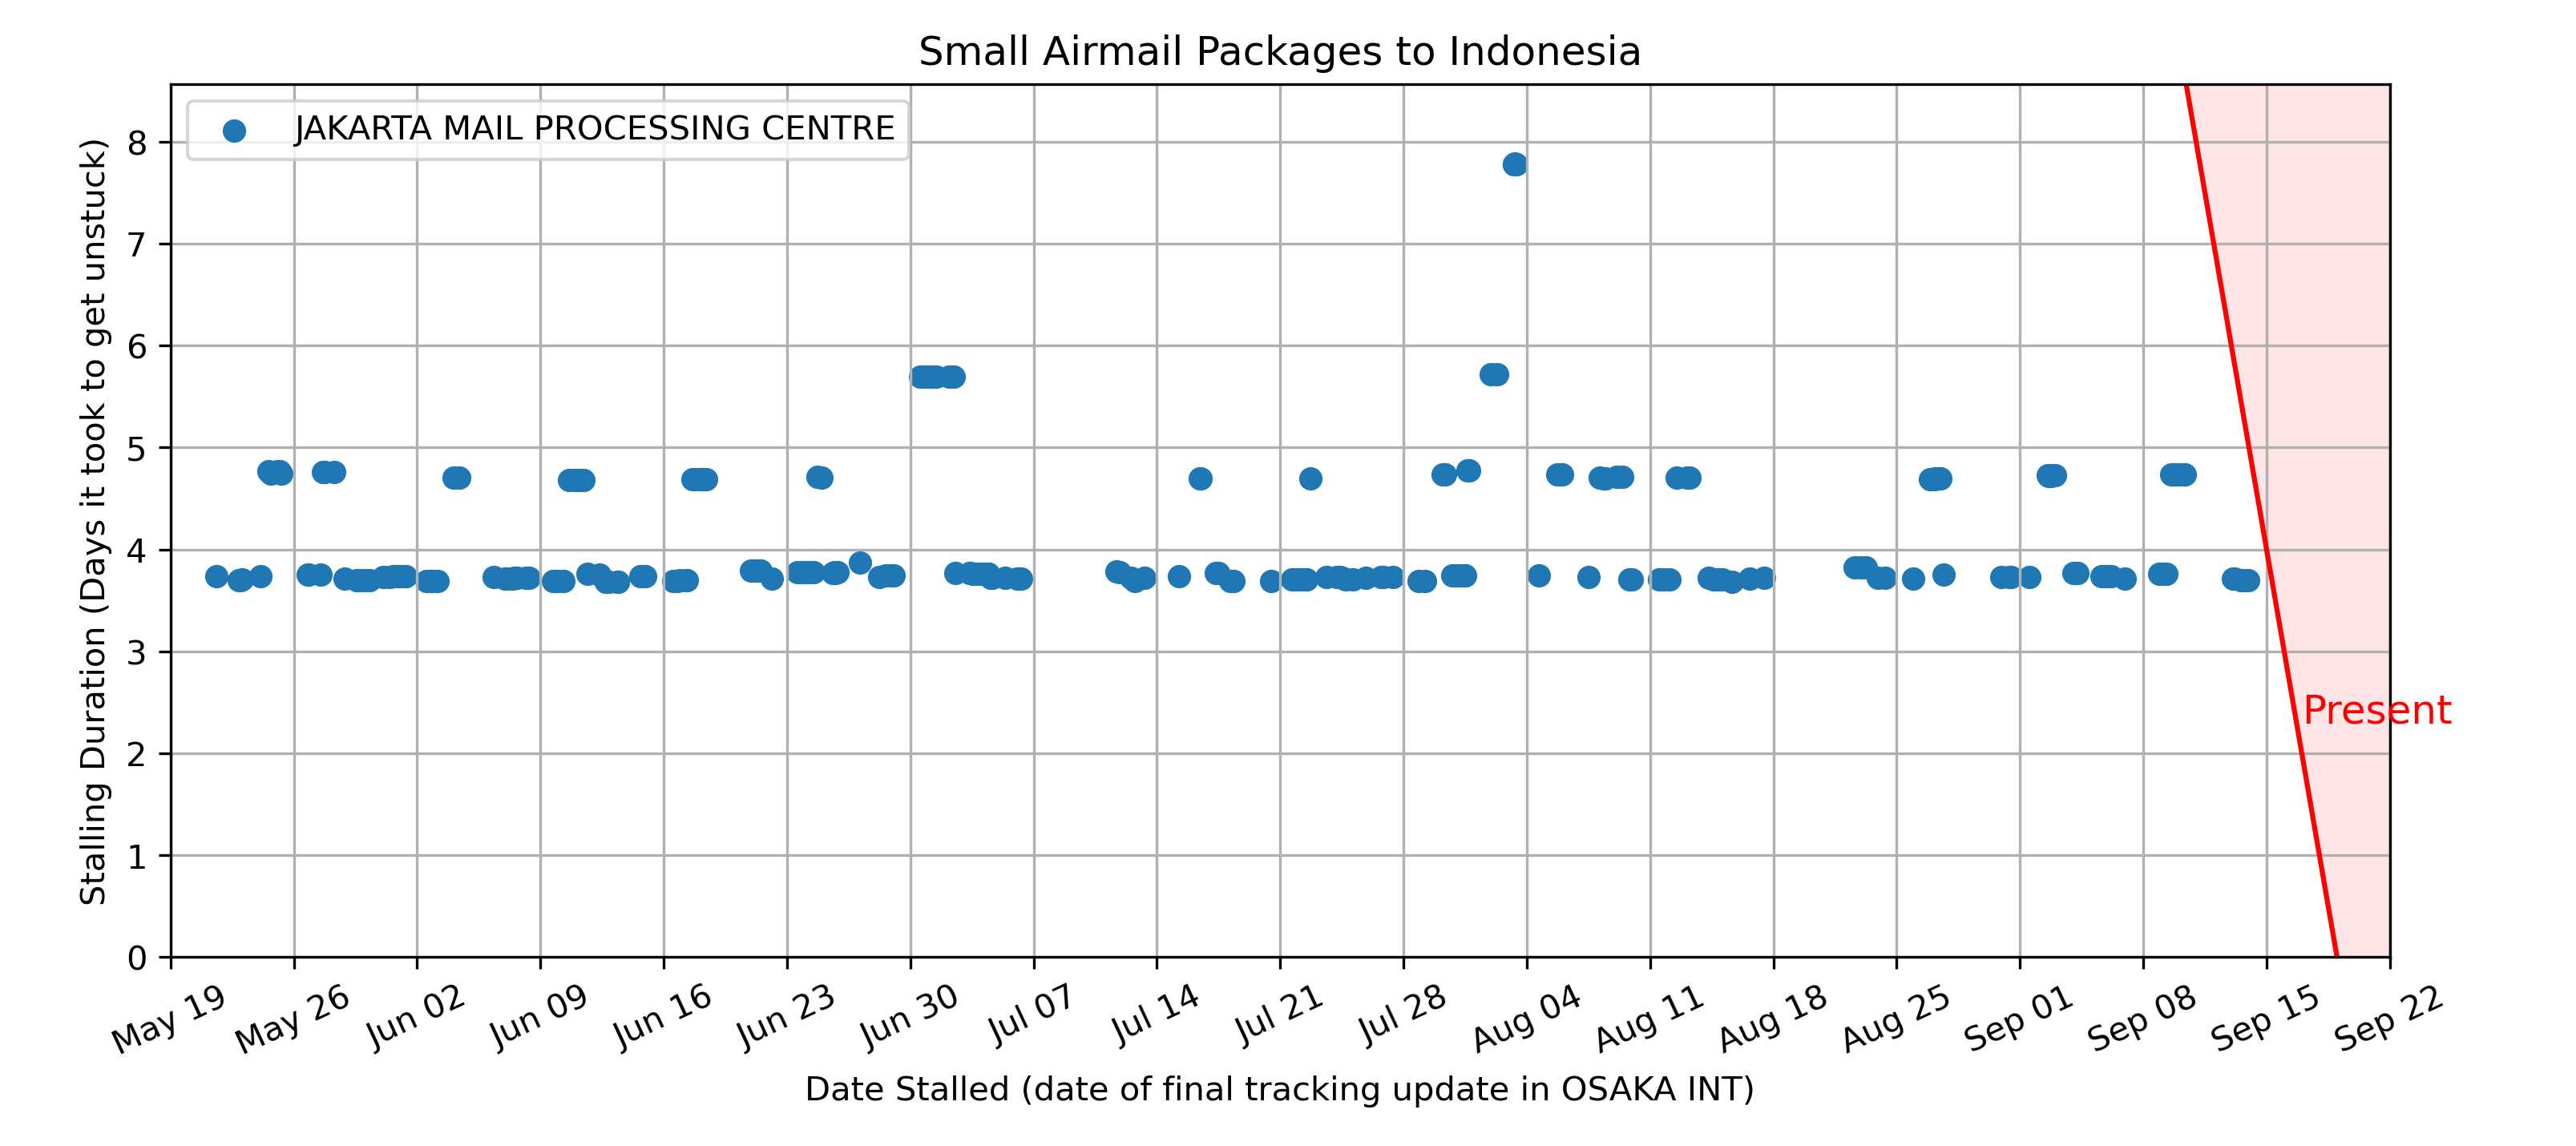 Small Airmail Packages to Indonesia
JAKARTA MAIL PROCESSING CENTRE
Stalling Duration (Days it took to get unstuck)
8
7
6
5
4
3
2
1
0
Present
May 19
May 26
Jun 02
Jun 09
Jun 16
Jun 23
Jun 30
Jul 07
Jul 14
Jul 21
Jul 28
Aug 04
Aug 11
Aug 18
Aug 25
Sep 01
Sep 08
Sep 15
Sep 22
Date Stalled (date of final tracking update in OSAKA INT)